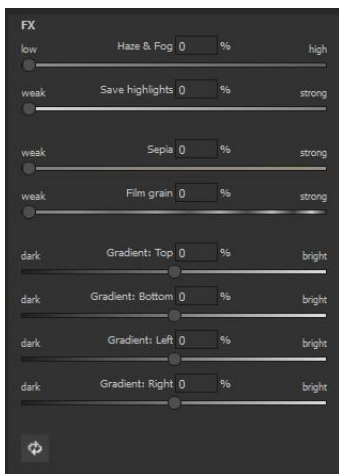 FX
low Haze & Fog 0 % high
weak Save highlights 0 % strong
weak Sepia 0 % strong
weak Film grain 0 % strong
dark Gradient: Top 0 % bright
dark Gradient: Bottom 0 % bright
dark Gradient: Left 0 % bright
dark Gradient: Right 0 % bright